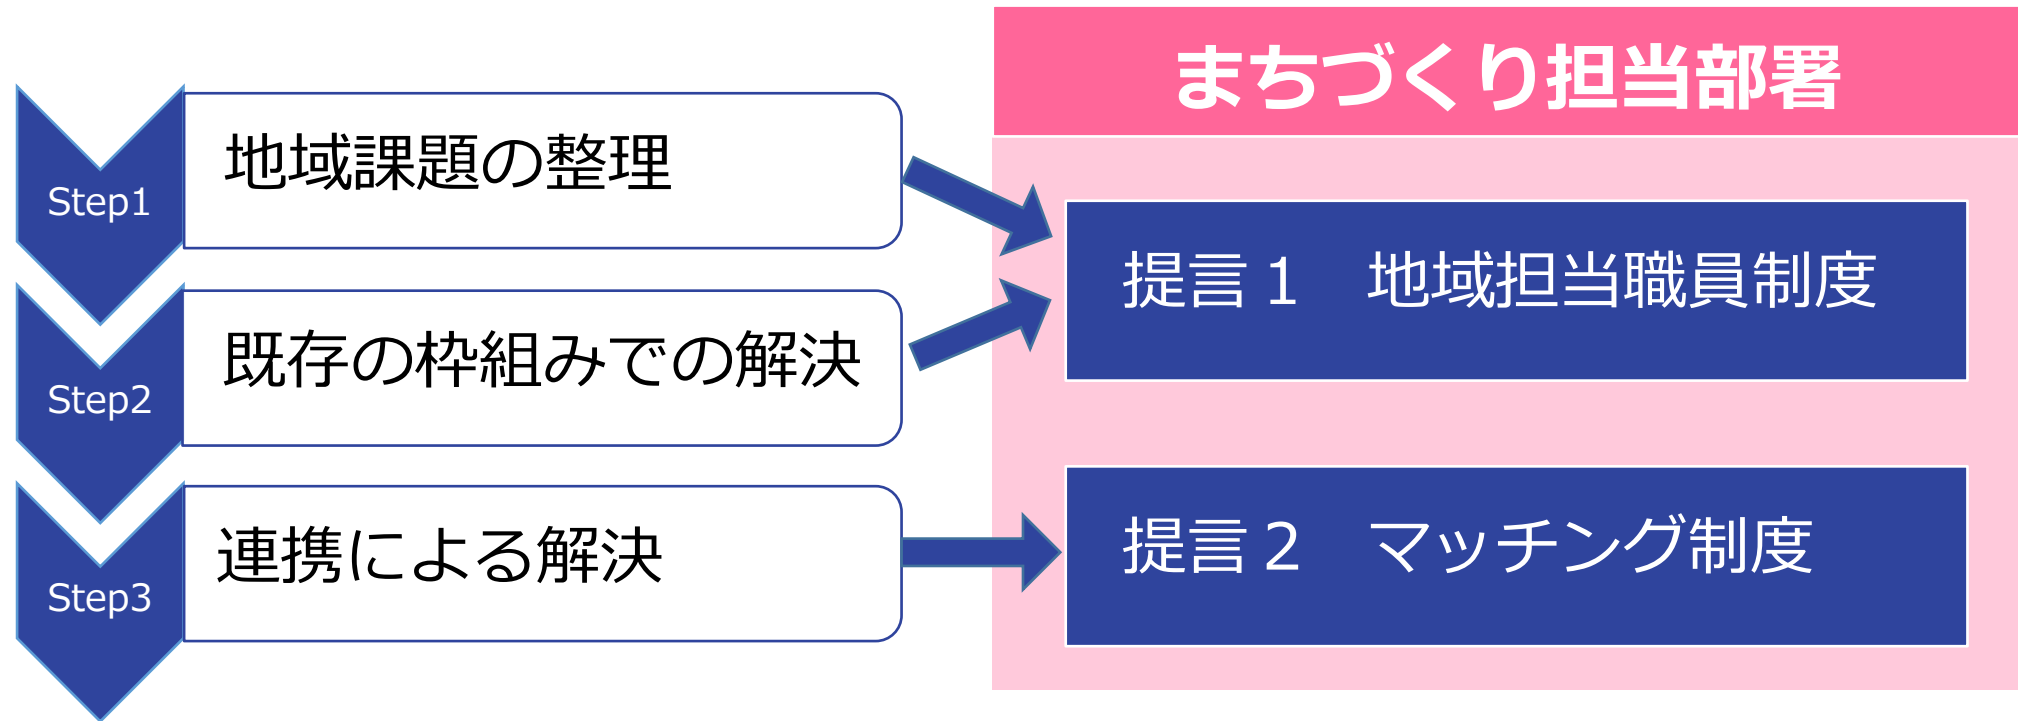 まちづくり担当部署
Step1
地域課題の整理
Step2
既存の枠組みでの解決
Step3
連携による解決
提言１　地域担当職員制度
提言２　マッチング制度